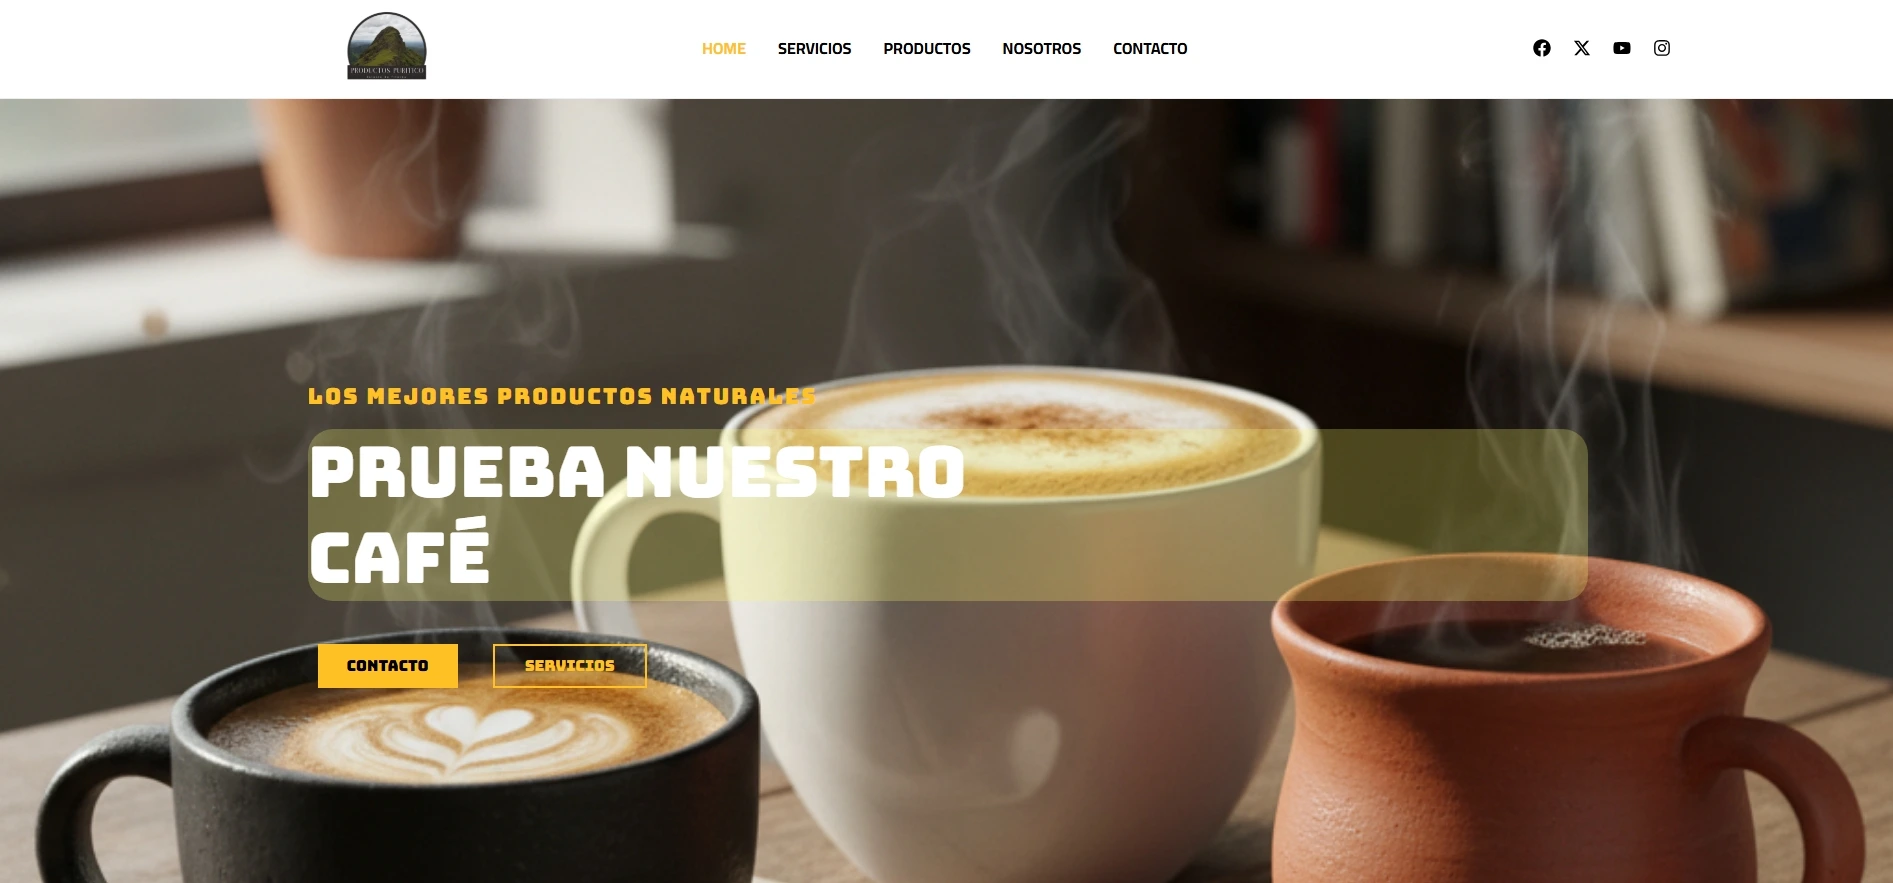 PRODUCTOS PURITICO
HOME SERVICIOS PRODUCTOS NOSOTROS CONTACTO
LOS MEJORES PRODUCTOS NATURALES
PRUEBA NUESTRO
CAFÉ
CONTACTO SERVICIOS